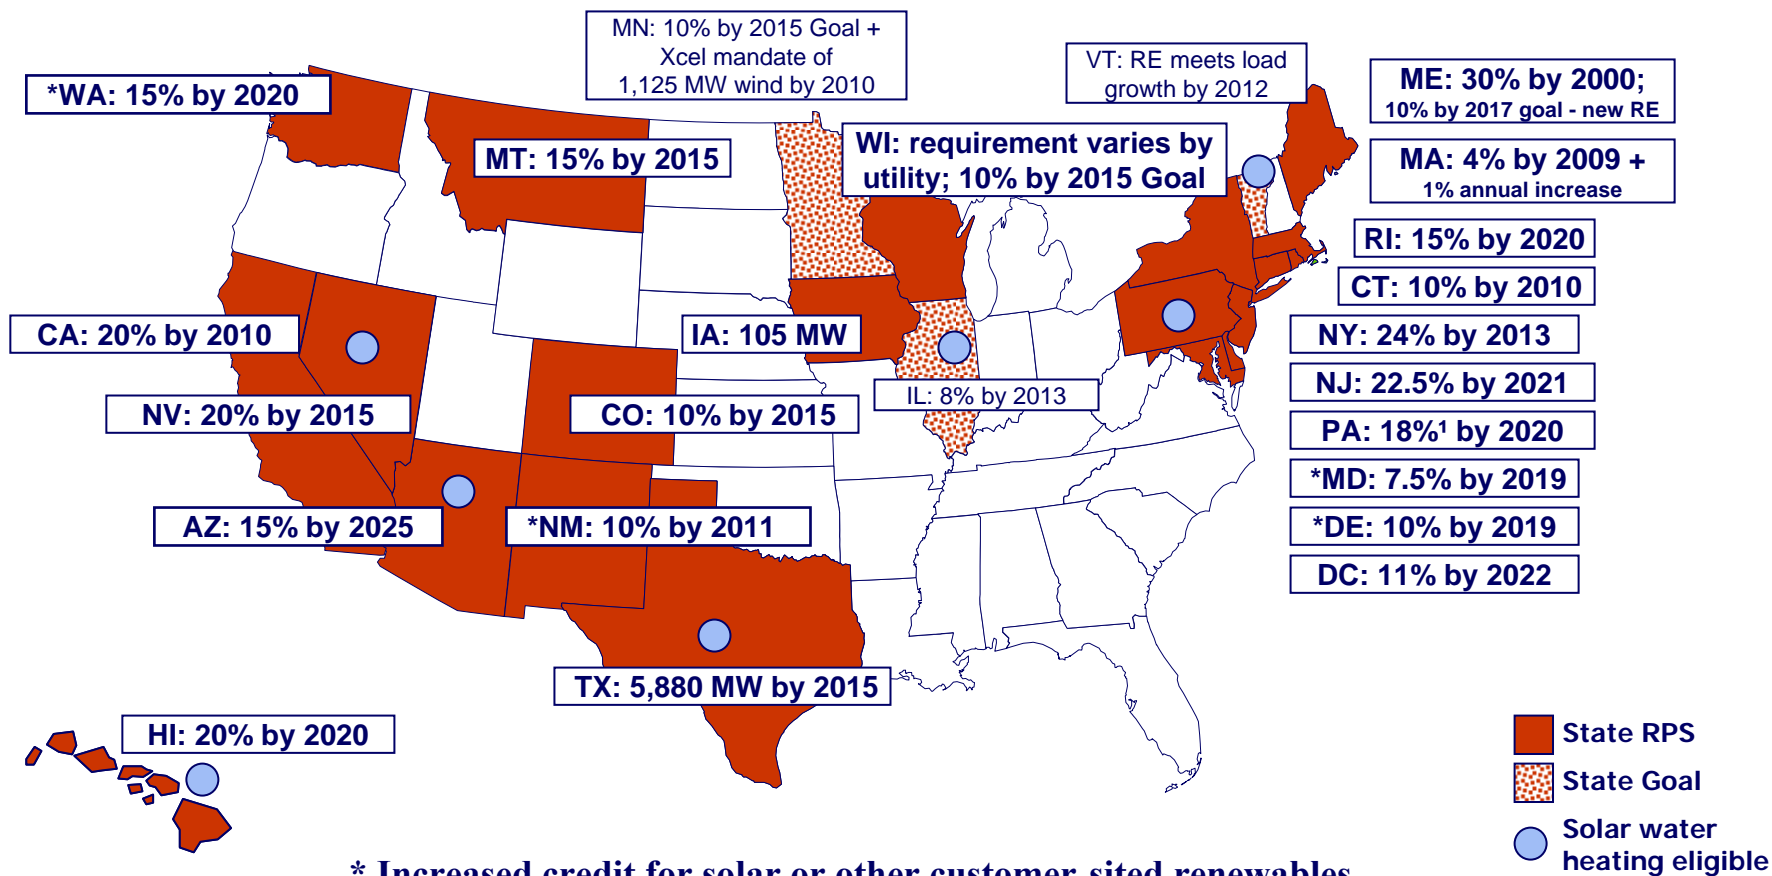 MN: 10% by 2015 Goal +
Xcel mandate of
1,125 MW wind by 2010
VT: RE meets load
growth by 2012
*WA: 15% by 2020
ME: 30% by 2000;
10% by 2017 goal - new RE
MT: 15% by 2015
WI: requirement varies by
utility; 10% by 2015 Goal
MA: 4% by 2009 +
1% annual increase
RI: 15% by 2020
CT: 10% by 2010
CA: 20% by 2010
IA: 105 MW
NY: 24% by 2013
NV: 20% by 2015
CO: 10% by 2015
IL: 8% by 2013
NJ: 22.5% by 2021
PA: 18%¹ by 2020
*MD: 7.5% by 2019
AZ: 15% by 2025
*NM: 10% by 2011
*DE: 10% by 2019
DC: 11% by 2022
TX: 5,880 MW by 2015
HI: 20% by 2020
State RPS
State Goal
Solar water
heating eligible
* Increased credit for solar or other customer-sited renewables